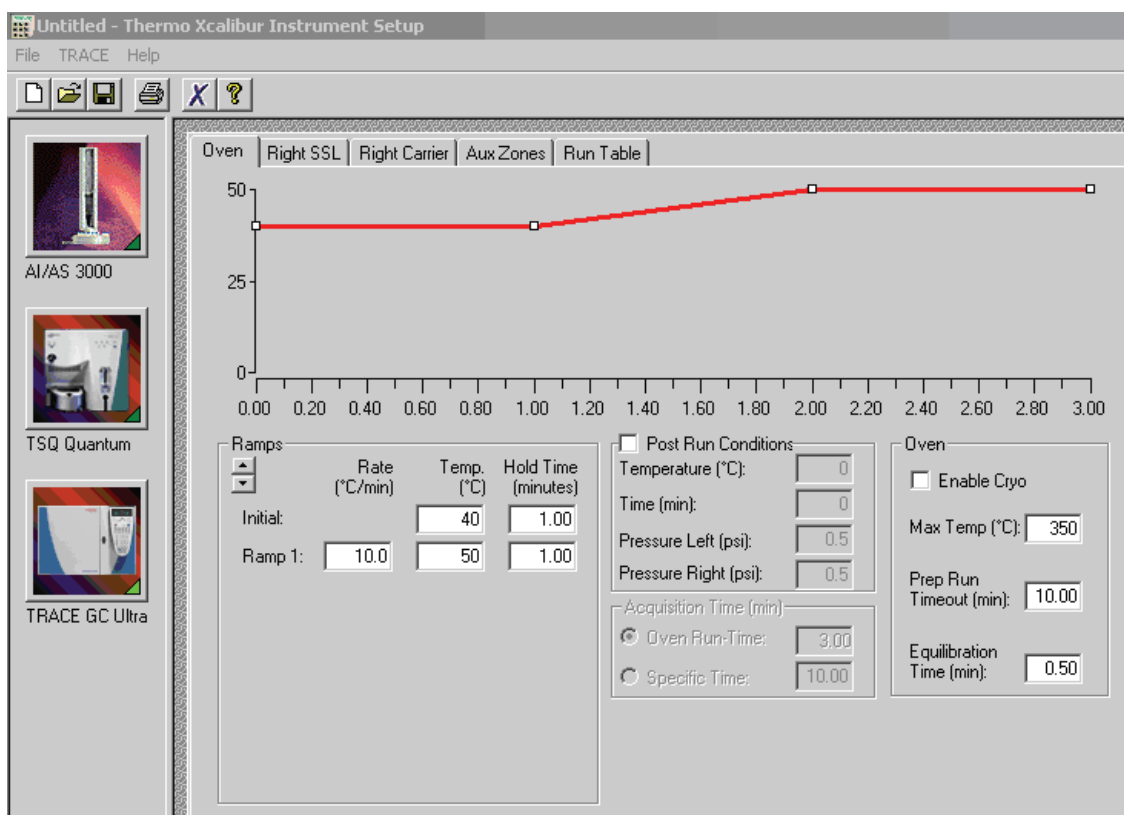 Untitled - Thermo Xcalibur Instrument Setup
File TRACE Help
Oven Right SSL Right Carrier Aux Zones Run Table
50
25
0
0.00 0.20 0.40 0.60 0.80 1.00 1.20 1.40 1.60 1.80 2.00 2.20 2.40 2.60 2.80 3.00
AI/AS 3000
TSQ Quantum
TRACE GC Ultra
Ramps
Rate Temp. Hold Time
(°C/min) (°C) (minutes)
Initial: 40 1.00
Ramp 1: 10.0 50 1.00
Post Run Conditions
Temperature (°C): 0
Time (min): 0
Pressure Left (psi): 0.5
Pressure Right (psi): 0.5
Acquisition Time (min)
Oven Run-Time: 3.00
Specific Time: 10.00
Oven
Enable Cryo
Max Temp (°C): 350
Prep Run
Timeout (min): 10.00
Equilibration
Time (min): 0.50